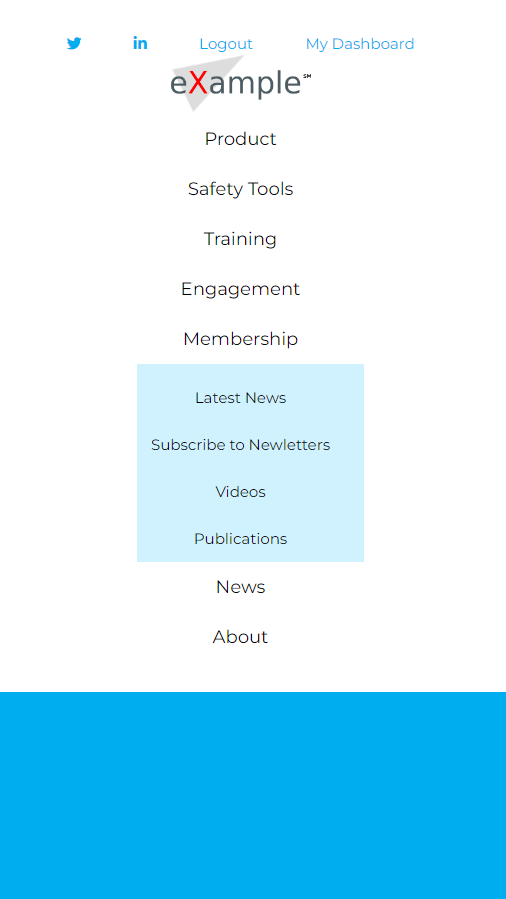 Logout My Dashboard
eXample℠
Product
Safety Tools
Training
Engagement
Membership
Latest News
Subscribe to Newletters
Videos
Publications
News
About